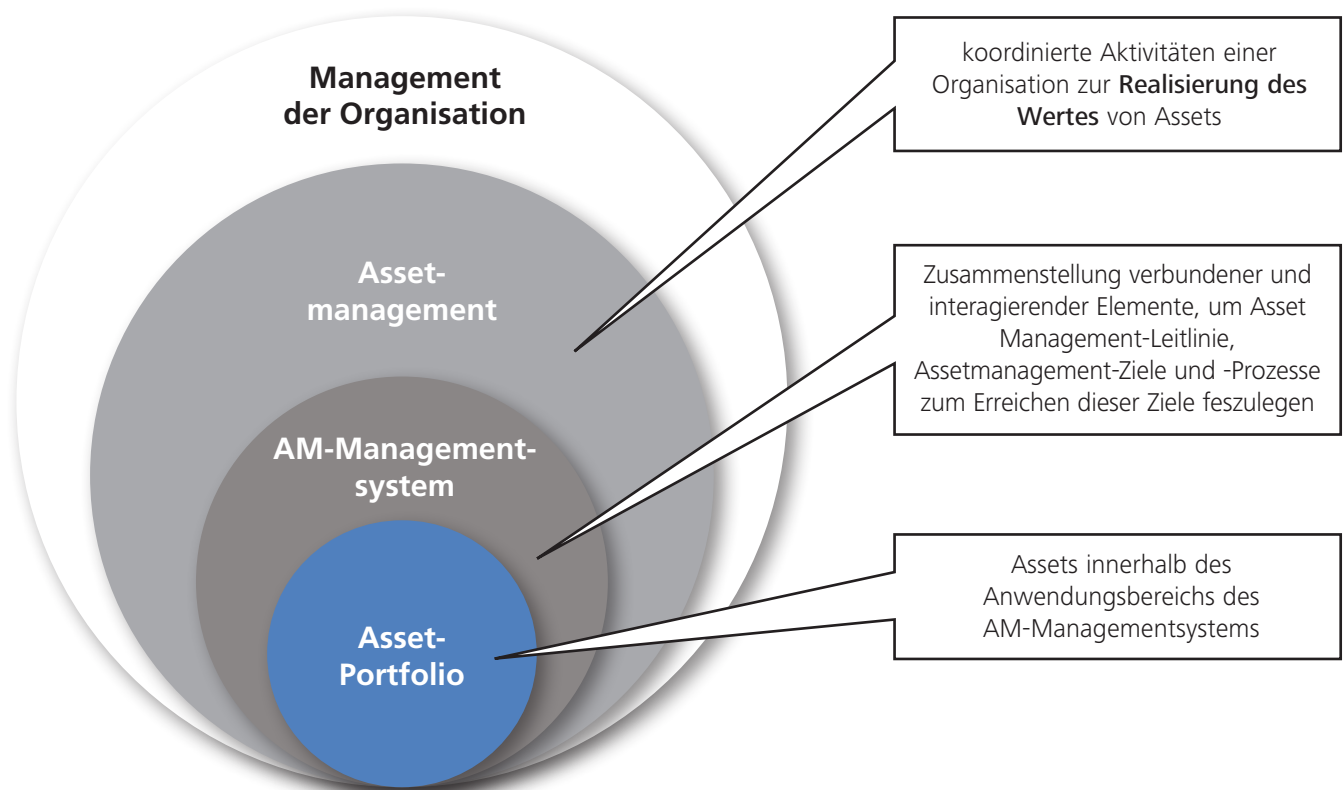 Management
der Organisation
Asset-
management
AM-Management-
system
Asset-
Portfolio
koordinierte Aktivitäten einer
Organisation zur Realisierung des
Wertes von Assets
Zusammenstellung verbundener und
interagierender Elemente, um Asset
Management-Leitlinie,
Assetmanagement-Ziele und -Prozesse
zum Erreichen dieser Ziele feszulegen
Assets innerhalb des
Anwendungsbereichs des
AM-Managementsystems